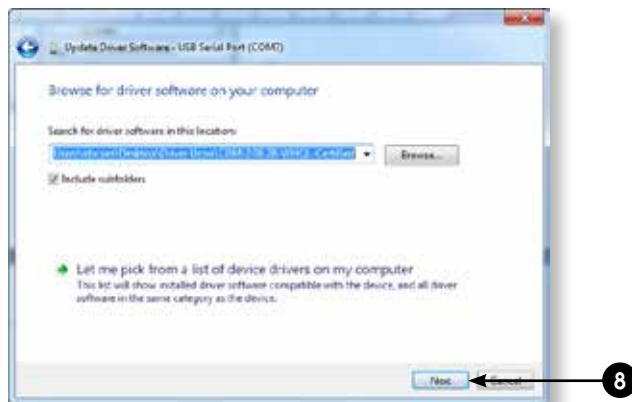 Update Driver Software - USB Serial Port (COM7)
Browse for driver software on your computer
Search for driver software in this location:
Browse...
Include subfolders
Let me pick from a list of device drivers on my computer
This list will show installed driver software compatible with the device, and all driver
software in the same category as the device.
Next
Cancel
8